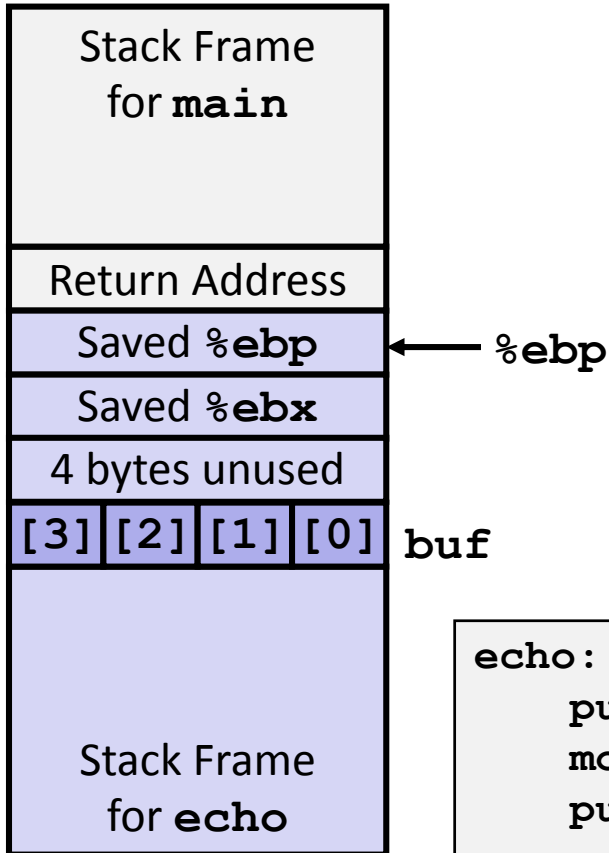 Stack Frame
for main
Return Address
Saved %ebp
%ebp
Saved %ebx
4 bytes unused
[3] [2] [1] [0] buf
echo:
Stack Frame
for echo